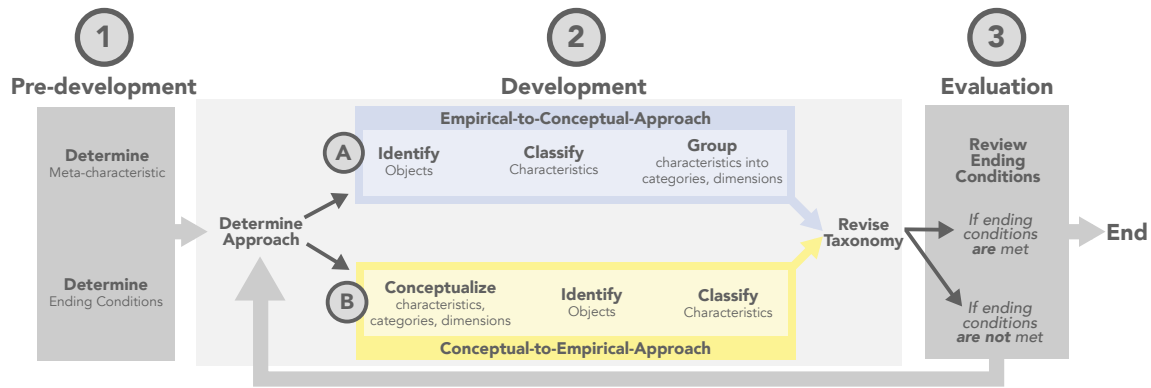 1
Pre-development
Determine
Meta-characteristic
Determine
Ending Conditions
2
Development
Determine
Approach
Empirical-to-Conceptual-Approach
A
Identify
Objects
Classify
Characteristics
Group
characteristics into
categories, dimensions
B
Conceptualize
characteristics,
categories, dimensions
Identify
Objects
Classify
Characteristics
Conceptual-to-Empirical-Approach
Revise
Taxonomy
3
Evaluation
Review
Ending
Conditions
If ending
conditions
are met
If ending
conditions
are not met
End